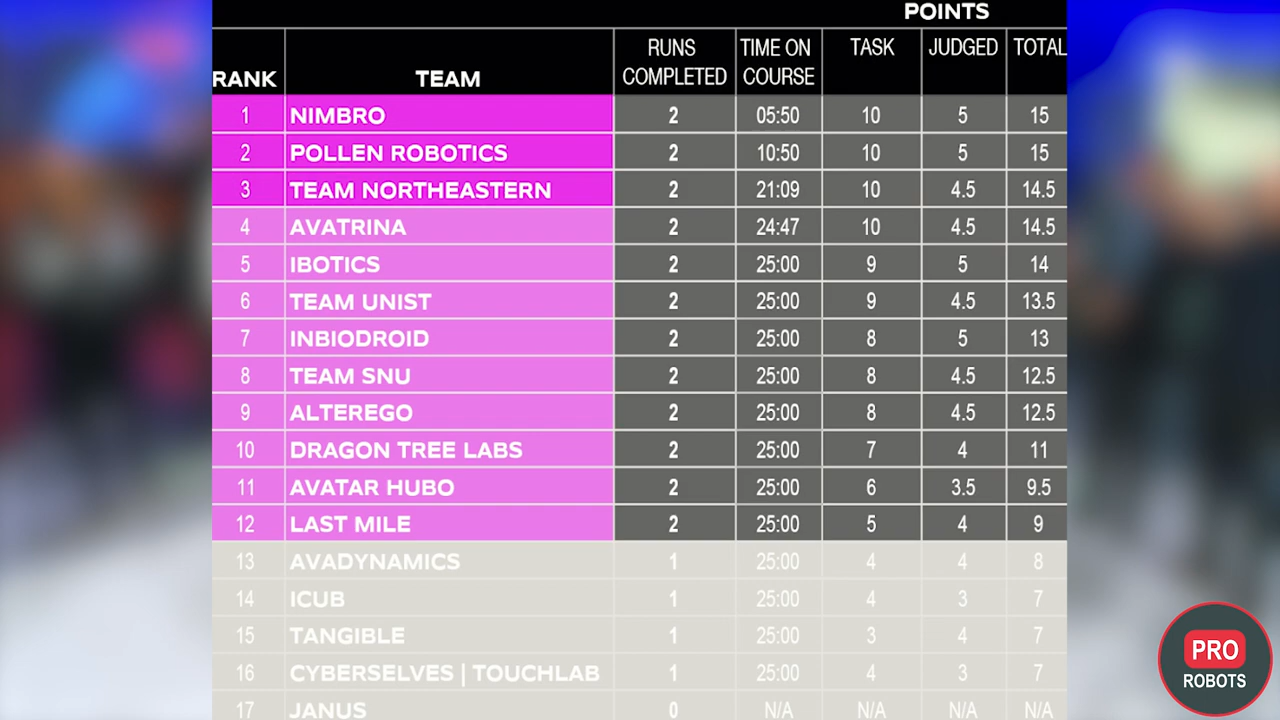 POINTS
RANK TEAM RUNS COMPLETED TIME ON COURSE TASK JUDGED TOTAL
1 NIMBRO 2 05:50 10 5 15
2 POLLEN ROBOTICS 2 10:50 10 5 15
3 TEAM NORTHEASTERN 2 21:09 10 4.5 14.5
4 AVATRINA 2 24:47 10 4.5 14.5
5 IBOTICS 2 25:00 9 5 14
6 TEAM UNIST 2 25:00 9 4.5 13.5
7 INBIODROID 2 25:00 8 5 13
8 TEAM SNU 2 25:00 8 4.5 12.5
9 ALTEREGO 2 25:00 8 4.5 12.5
10 DRAGON TREE LABS 2 25:00 7 4 11
11 AVATAR HUBO 2 25:00 6 3.5 9.5
12 LAST MILE 2 25:00 5 4 9
13 AVADYNAMICS 1 25:00 4 4 8
14 ICUB 1 25:00 4 3 7
15 TANGIBLE 1 25:00 3 4 7
16 CYBERSELVES | TOUCHLAB 1 25:00 4 3 7
17 JANUS 0 N/A N/A N/A N/A
PRO
ROBOTS